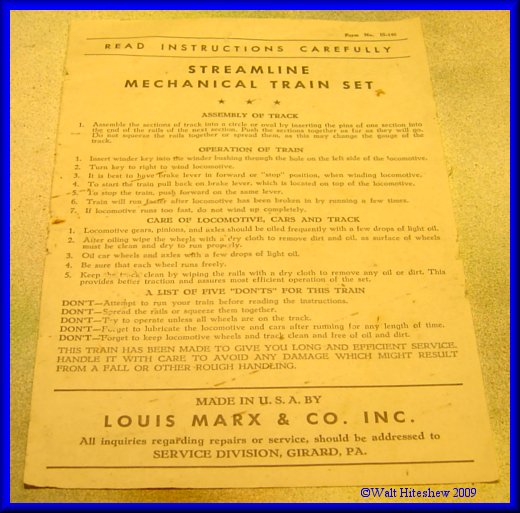 Form No. IS-146
READ INSTRUCTIONS CAREFULLY
STREAMLINE
MECHANICAL TRAIN SET
★ ★ ★
ASSEMBLY OF TRACK
1. Assemble the sections of track into a circle or oval by inserting the pins of one section into
the end of the rails of the next section. Push the sections together as far as they will go.
Do not squeeze the rails together or spread them, as this may change the gauge of the
track.
OPERATION OF TRAIN
1. Insert winder key into the winder bushing through the hole on the left side of the locomotive.
2. Turn key to right to wind locomotive.
3. It is best to have brake lever in forward or "stop" position, when winding locomotive.
4. To start the train pull back on brake lever, which is located on top of the locomotive.
5. To stop the train, push forward on the same lever.
6. Train will run faster after locomotive has been broken in by running a few times.
7. If locomotive runs too fast, do not wind up completely.
CARE OF LOCOMOTIVE, CARS AND TRACK
1. Locomotive gears, pinions, and axles should be oiled frequently with a few drops of light oil.
2. After oiling wipe the wheels with a dry cloth to remove dirt and oil, as surface of wheels
must be clean and dry to run properly.
3. Oil car wheels and axles with a few drops of light oil.
4. Be sure that each wheel runs freely.
5. Keep the track clean by wiping the rails with a dry cloth to remove any oil or dirt. This
provides better traction and assures most efficient operation of the set.
A LIST OF FIVE "DON'TS" FOR THIS TRAIN
DON'T—Attempt to run your train before reading the instructions.
DON'T—Spread the rails or squeeze them together.
DON'T—Try to operate unless all wheels are on the track.
DON'T—Forget to lubricate the locomotive and cars after running for any length of time.
DON'T—Forget to keep locomotive wheels and track clean and free of oil and dirt.
THIS TRAIN HAS BEEN MADE TO GIVE YOU LONG AND EFFICIENT SERVICE.
HANDLE IT WITH CARE TO AVOID ANY DAMAGE WHICH MIGHT RESULT
FROM A FALL OR OTHER ROUGH HANDLING.
MADE IN U. S. A. BY
LOUIS MARX & CO. INC.
All inquiries regarding repairs or service, should be addressed to
SERVICE DIVISION, GIRARD, PA.
©Walt Hiteshew 2009